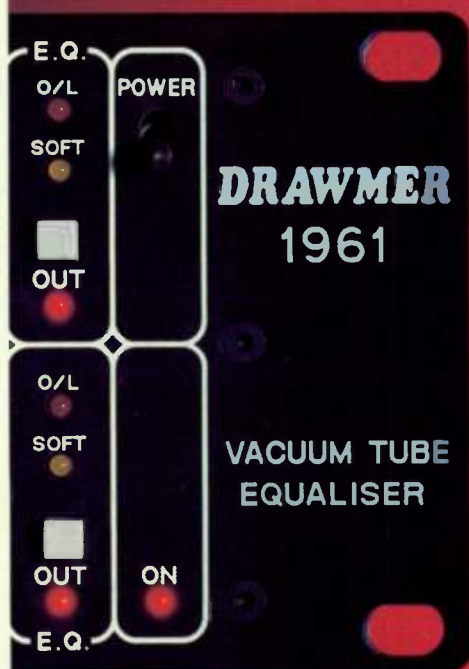 E.Q.
O/L
POWER
SOFT
OUT
DRAWMER
1961
O/L
SOFT
OUT
ON
E.Q.
VACUUM TUBE
EQUALISER